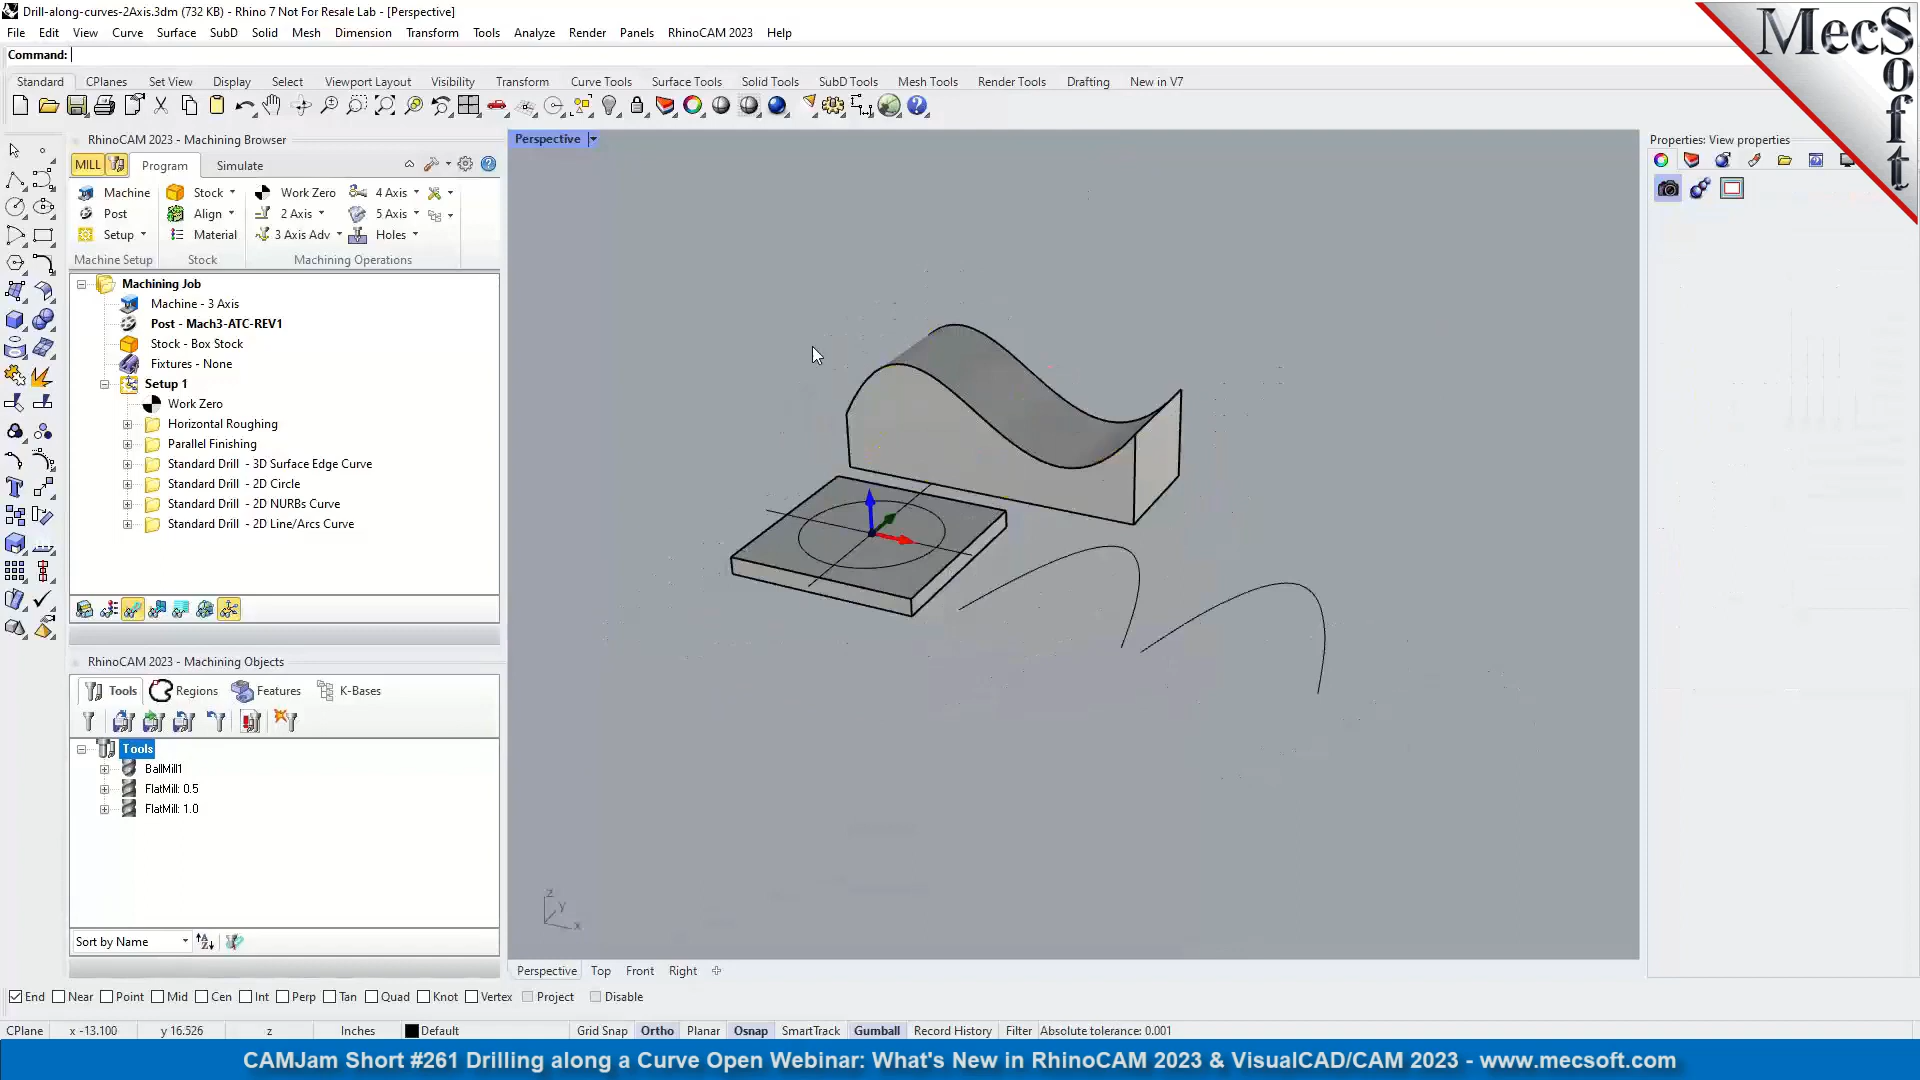 Drill-along-curves-2Axis.3dm (732 KB) - Rhino 7 Not For Resale Lab - [Perspective]
File Edit View Curve Surface SubD Solid Mesh Dimension Transform Tools Analyze Render Panels RhinoCAM 2023 Help
Command:
Standard CPlanes Set View Display Select Viewport Layout Visibility Transform Curve Tools Surface Tools Solid Tools SubD Tools Mesh Tools Render Tools Drafting New in V7
MecSoft
RhinoCAM 2023 - Machining Browser
MILL Program Simulate
Machine Stock Work Zero 4 Axis
Post Align 2 Axis 5 Axis
Setup Material 3 Axis Adv Holes
Machine Setup Stock Machining Operations
Machining Job
Machine - 3 Axis
Post - Mach3-ATC-REV1
Stock - Box Stock
Fixtures - None
Setup 1
Work Zero
Horizontal Roughing
Parallel Finishing
Standard Drill - 3D Surface Edge Curve
Standard Drill - 2D Circle
Standard Drill - 2D NURBs Curve
Standard Drill - 2D Line/Arcs Curve
RhinoCAM 2023 - Machining Objects
Tools Regions Features K-Bases
Tools
BallMill1
FlatMill: 0.5
FlatMill: 1.0
Sort by Name
Perspective
z
y
x
Perspective Top Front Right
Properties: View properties
End Near Point Mid Cen Int Perp Tan Quad Knot Vertex Project Disable
CPlane x -13.100 y 16.526 z Inches Default Grid Snap Ortho Planar Osnap SmartTrack Gumball Record History Filter Absolute tolerance: 0.001
CAMJam Short #261 Drilling along a Curve Open Webinar: What's New in RhinoCAM 2023 & VisualCAD/CAM 2023 - www.mecsoft.com